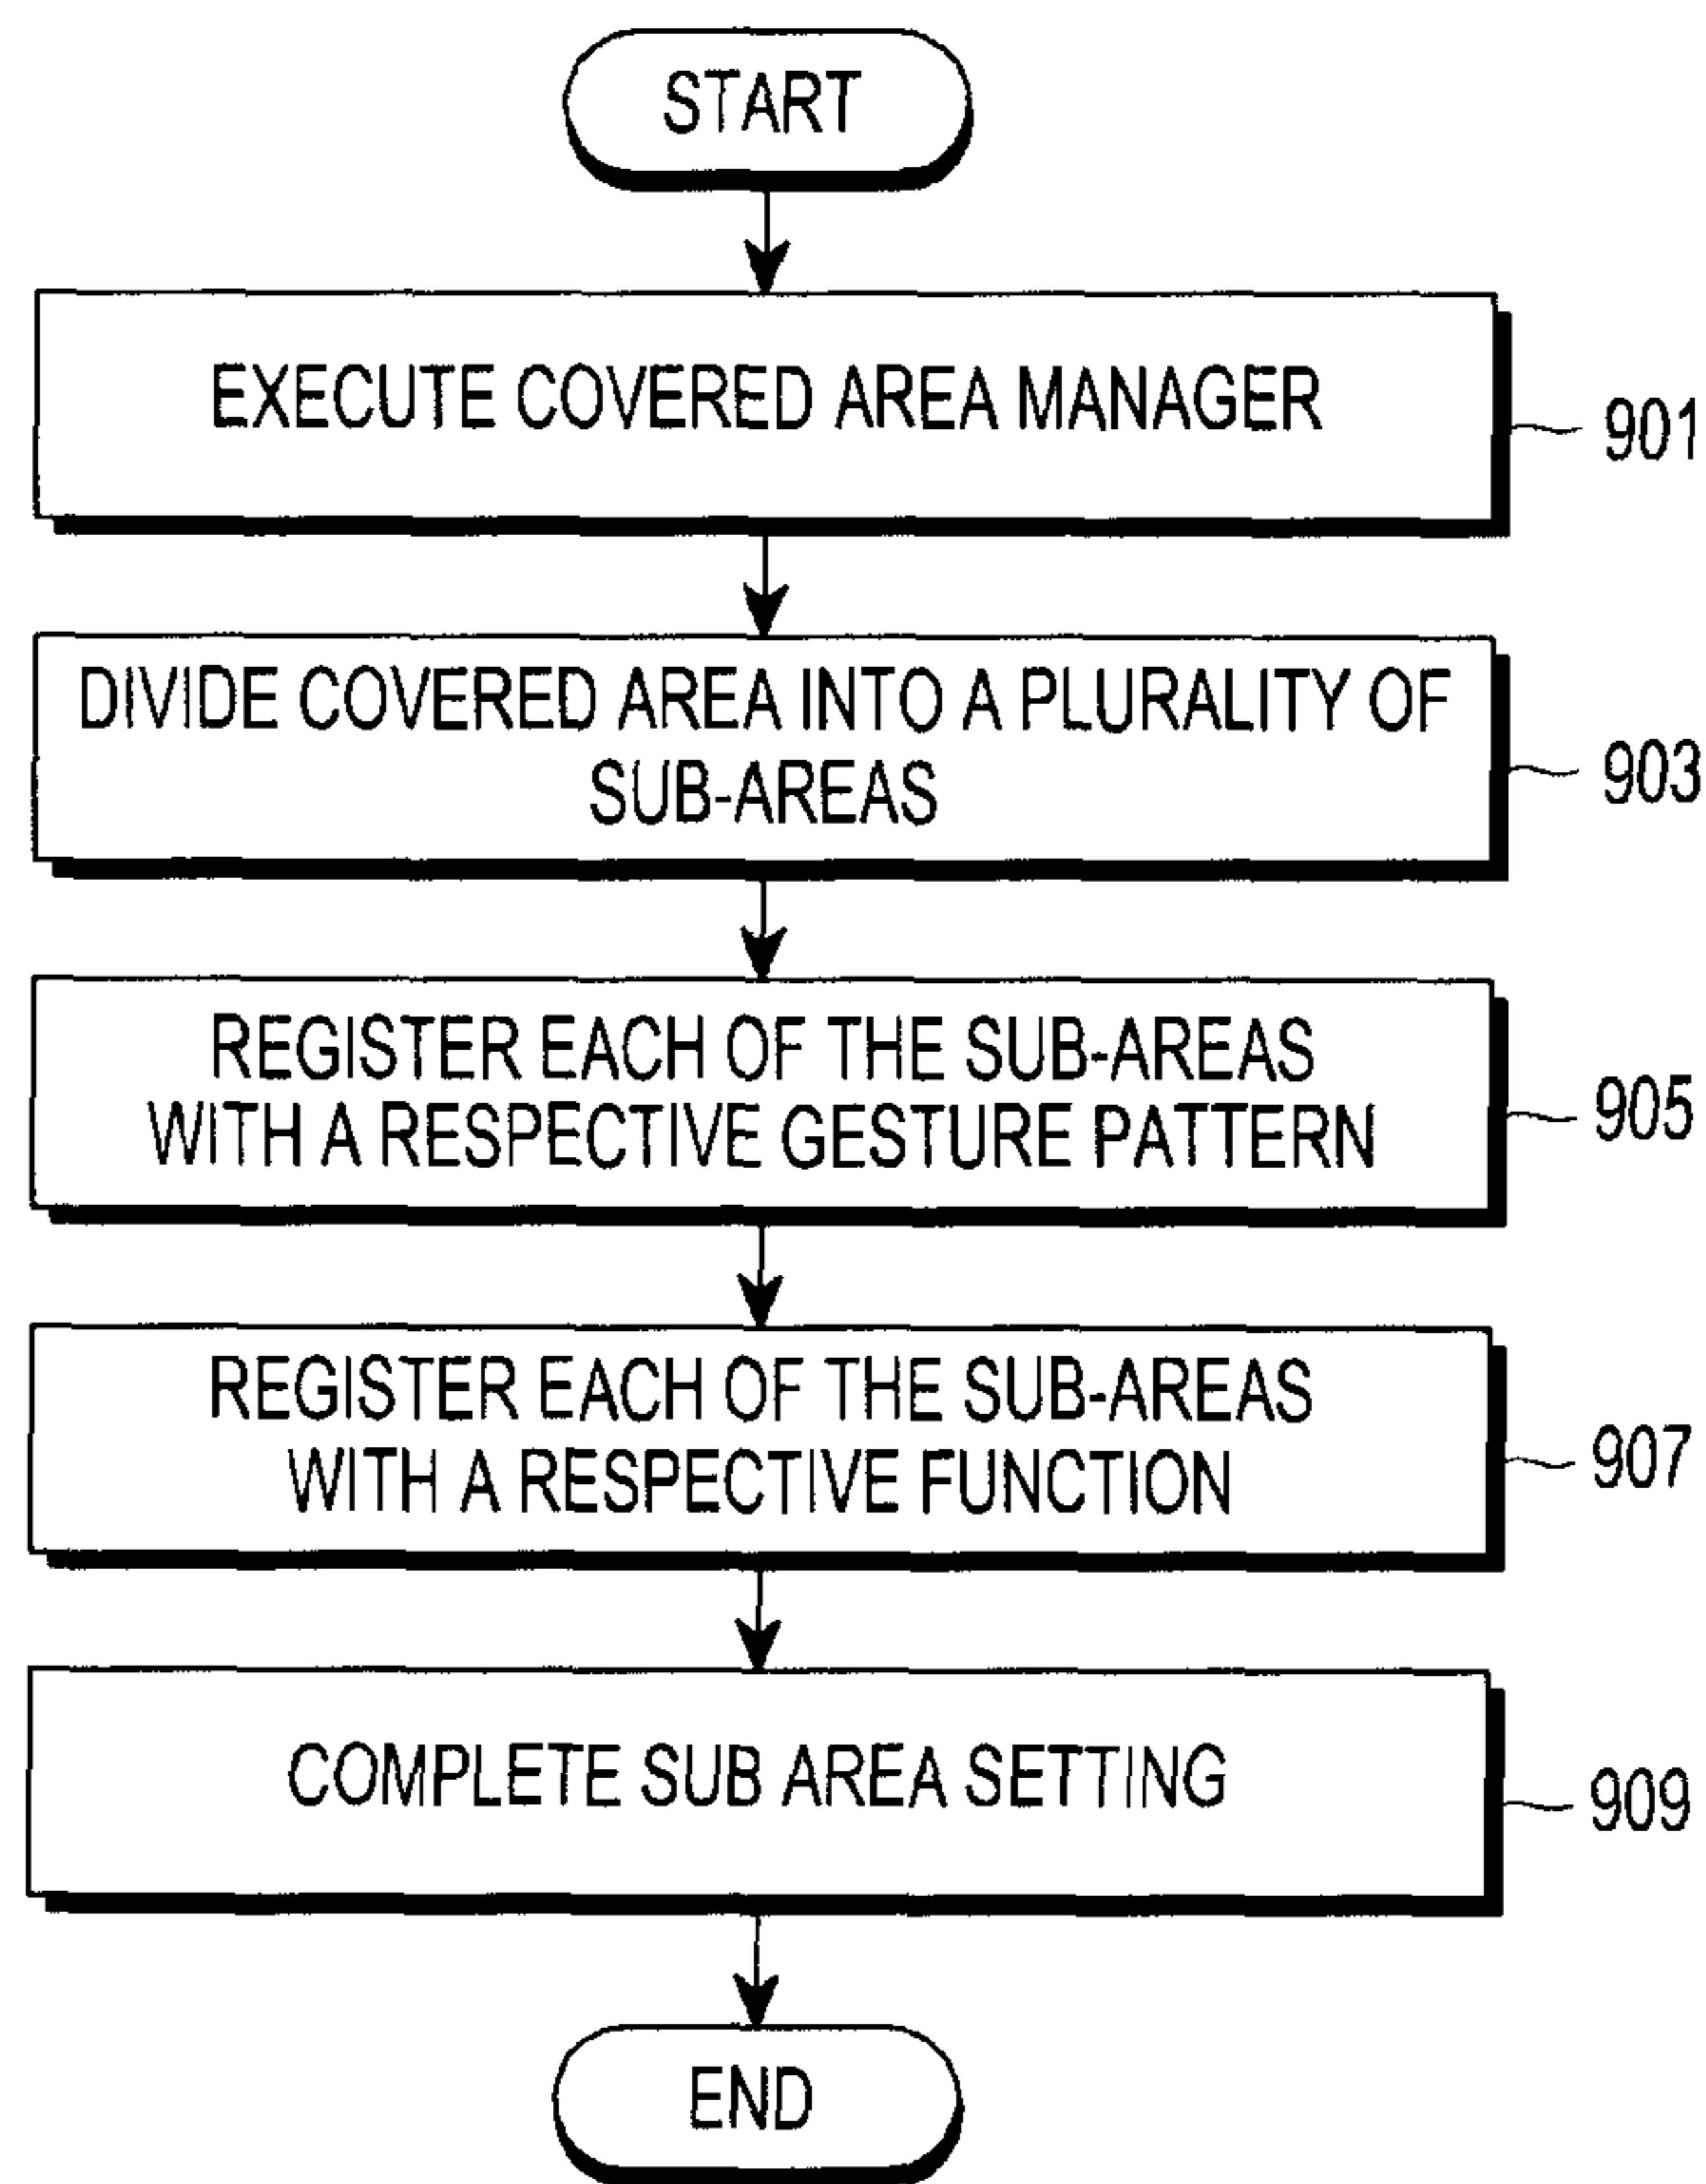 START
EXECUTE COVERED AREA MANAGER
901
DIVIDE COVERED AREA INTO A PLURALITY OF
SUB-AREAS
903
REGISTER EACH OF THE SUB-AREAS
WITH A RESPECTIVE GESTURE PATTERN
905
REGISTER EACH OF THE SUB-AREAS
WITH A RESPECTIVE FUNCTION
907
COMPLETE SUB AREA SETTING
909
END